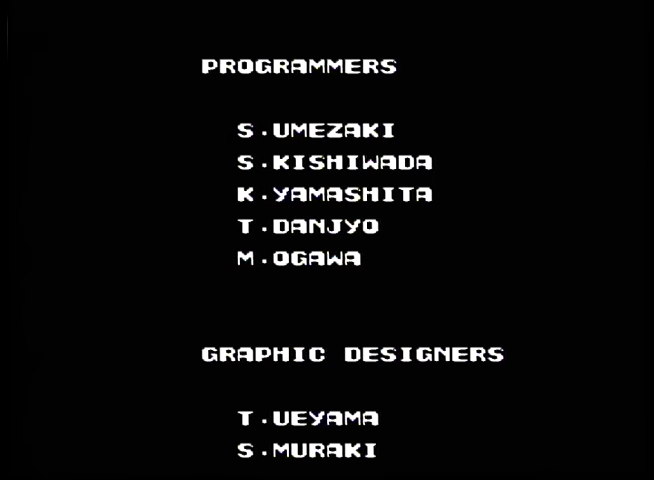 PROGRAMMERS
S.UMEZAKI
S.KISHIWADA
K.YAMASHITA
T.DANJYO
M.OGAWA
GRAPHIC DESIGNERS
T.UEYAMA
S.MURAKI